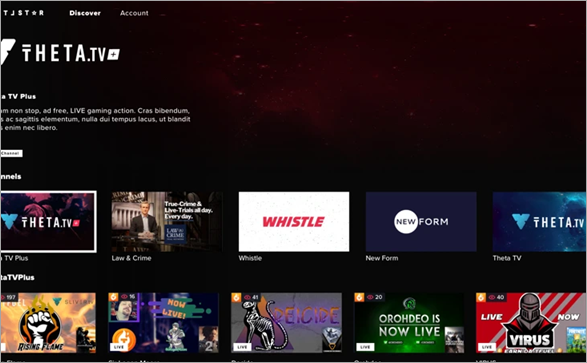 Discover Account
THETA.TV+
a TV Plus
m non stop, ad free, LIVE gaming action. Cras bibendum,
s ac sagittis elementum, nulla dui tempus lacus, ut blandit
s enim nec libero.
Channel
nnels
THETA.TV+
True-Crime &
Live-Trials all day.
Every day.
LAW&
CRIME
WHISTLE
NEW FORM
THETA.TV
TV Plus
Law & Crime
Whistle
New Form
Theta TV
taTVPlus
197
16
41
20
40
RISING FLAME
NOW
LIVE!
LIVE
DEICIDE
LIVE
OROHDEO IS
NOW LIVE
LIVE
LIVE NOW
VIRUS